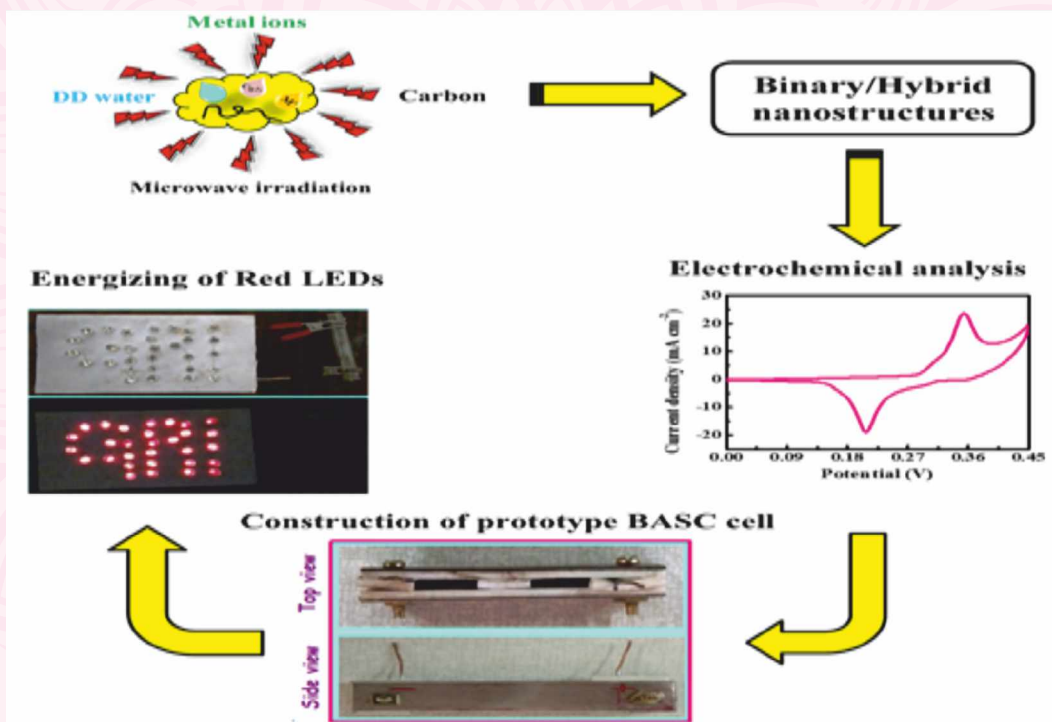 Metal ions
DD water
Carbon
Microwave irradiation
Binary/Hybrid
nanostructures
Energizing of Red LEDs
GRI
Electrochemical analysis
Current density (mA cm⁻²)
30
20
10
0
-10
-20
0.00 0.09 0.18 0.27 0.36 0.45
Potential (V)
Construction of prototype BASC cell
Top view
Side view